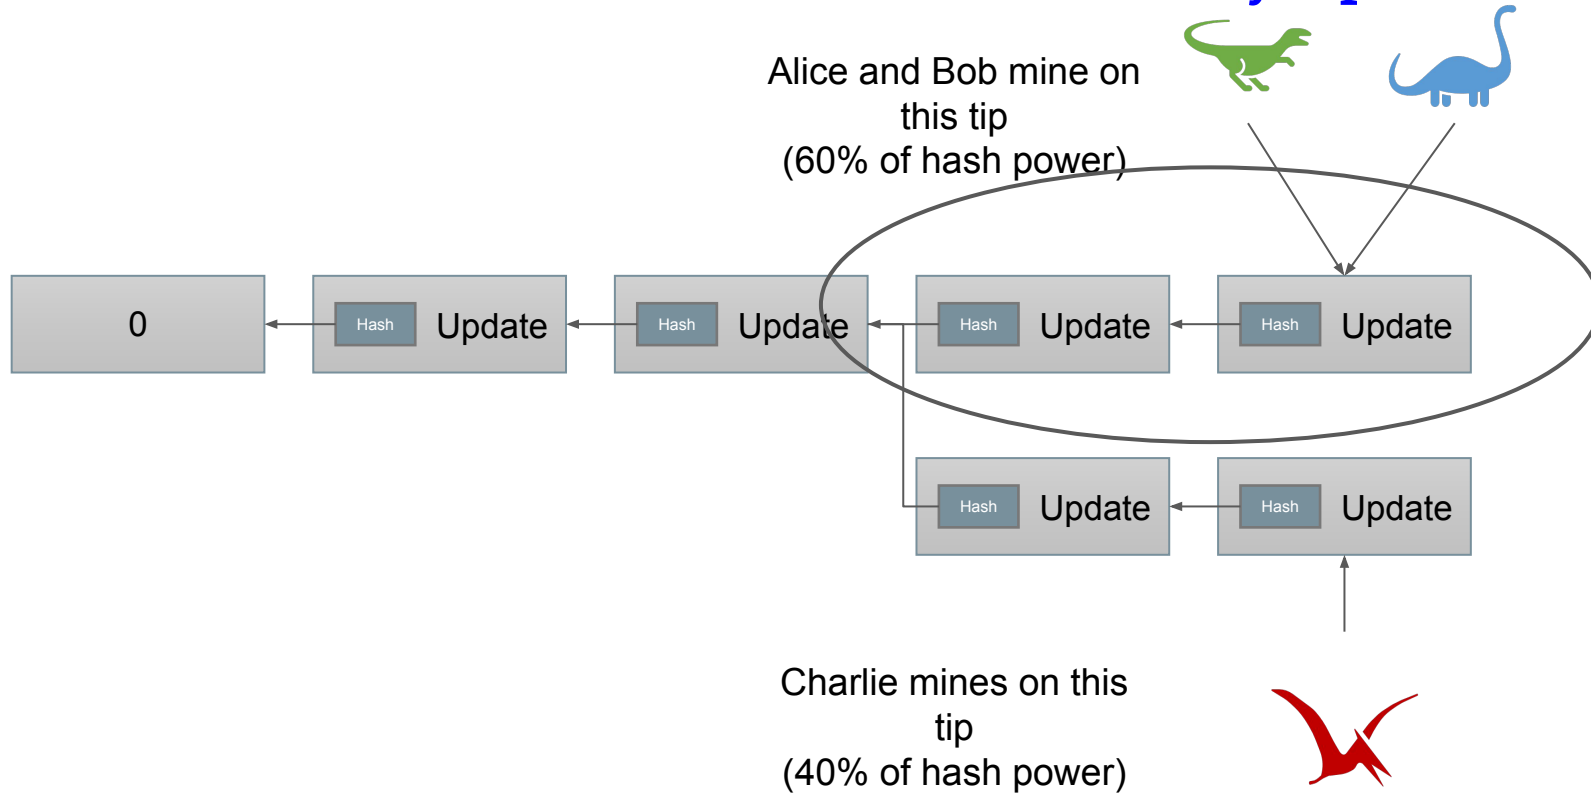 Alice and Bob mine on
this tip
(60% of hash power)
0
Hash Update
Hash Update
Hash Update
Hash Update
Hash Update
Hash Update
Charlie mines on this
tip
(40% of hash power)